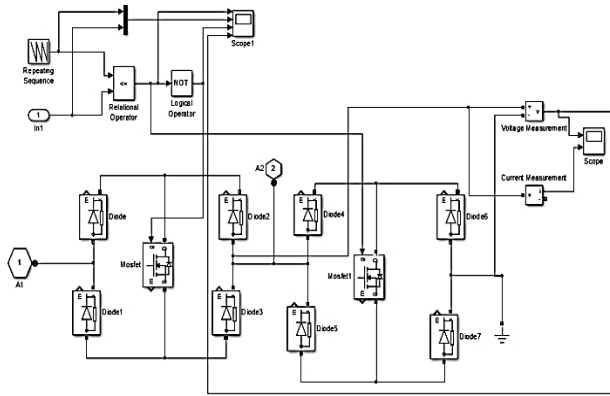 Scope1
Repeating
Sequence
<=
Relational
Operator
NOT
Logical
Operator
1
In1
A2
2
+
-
v
Voltage Measurement
Scope
+
-
i
Current Measurement
E
Diode
E
Diode2
E
Diode4
E
Diode6
1
A1
Mosfet
g
E
Mosfet1
g
E
E
Diode1
E
Diode3
E
Diode5
E
Diode7